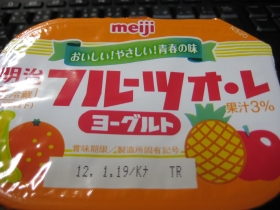 meiji
おいしい!やさしい!青春の味
明治
フルーツオ・レ
果汁3%
ヨーグルト
賞味期限/製造所固有記号
12. 1.19/Kナ TR